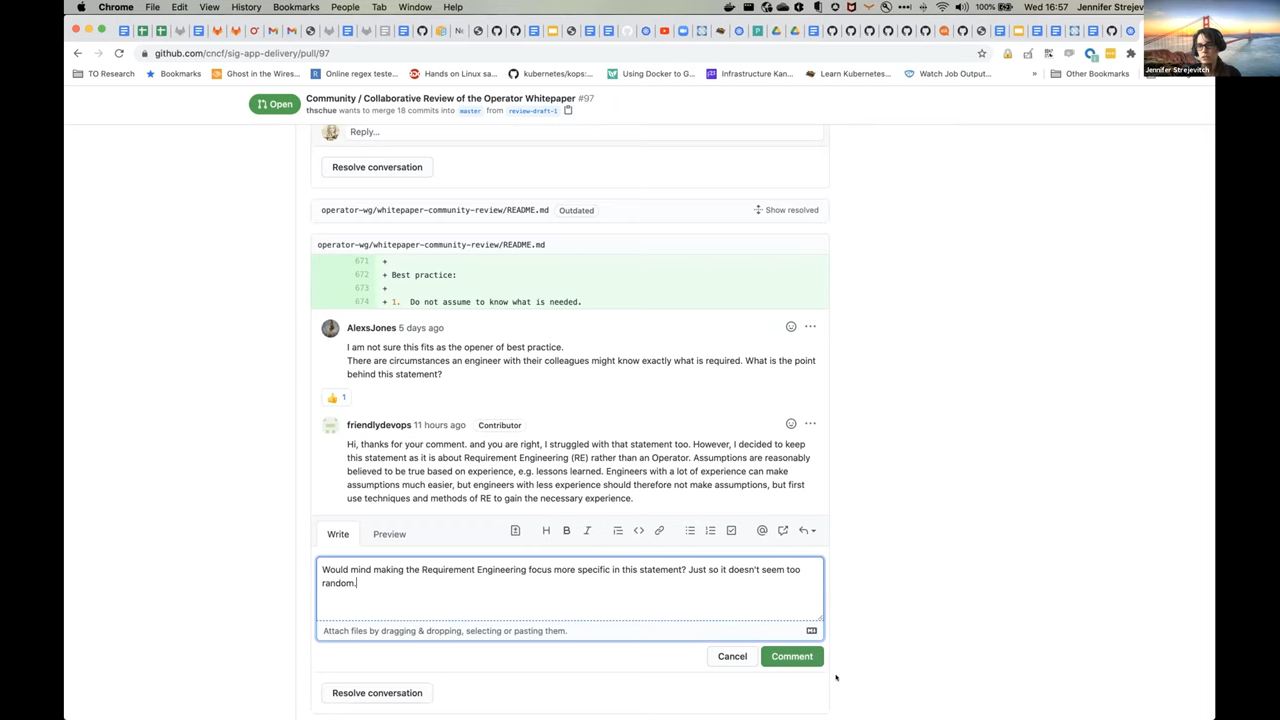 Chrome File Edit View History Bookmarks People Tab Window Help
100% Wed 16:57 Jennifer Strejev
github.com/cncf/sig-app-delivery/pull/97
TO Research Bookmarks Ghost in the Wires... Online regex teste... Hands on Linux sa... kubernetes/kops:... Using Docker to G... Infrastructure Kan... Learn Kubernetes... Watch Job Output... » Other Bookmarks
Jennifer Strejevitch
Open
Community / Collaborative Review of the Operator Whitepaper #97
thschue wants to merge 18 commits into master from review-draft-1
Reply...
Resolve conversation
operator-wg/whitepaper-community-review/README.md Outdated Show resolved
operator-wg/whitepaper-community-review/README.md
671 +
672 + Best practice:
673 +
674 + 1. Do not assume to know what is needed.
AlexsJones 5 days ago
I am not sure this fits as the opener of best practice.
There are circumstances an engineer with their colleagues might know exactly what is required. What is the point
behind this statement?
👍 1
friendlydevops 11 hours ago Contributor
Hi, thanks for your comment. and you are right, I struggled with that statement too. However, I decided to keep
this statement as it is about Requirement Engineering (RE) rather than an Operator. Assumptions are reasonably
believed to be true based on experience, e.g. lessons learned. Engineers with a lot of experience can make
assumptions much easier, but engineers with less experience should therefore not make assumptions, but first
use techniques and methods of RE to gain the necessary experience.
Write Preview
Would mind making the Requirement Engineering focus more specific in this statement? Just so it doesn't seem too
random.
Attach files by dragging & dropping, selecting or pasting them.
Cancel Comment
Resolve conversation